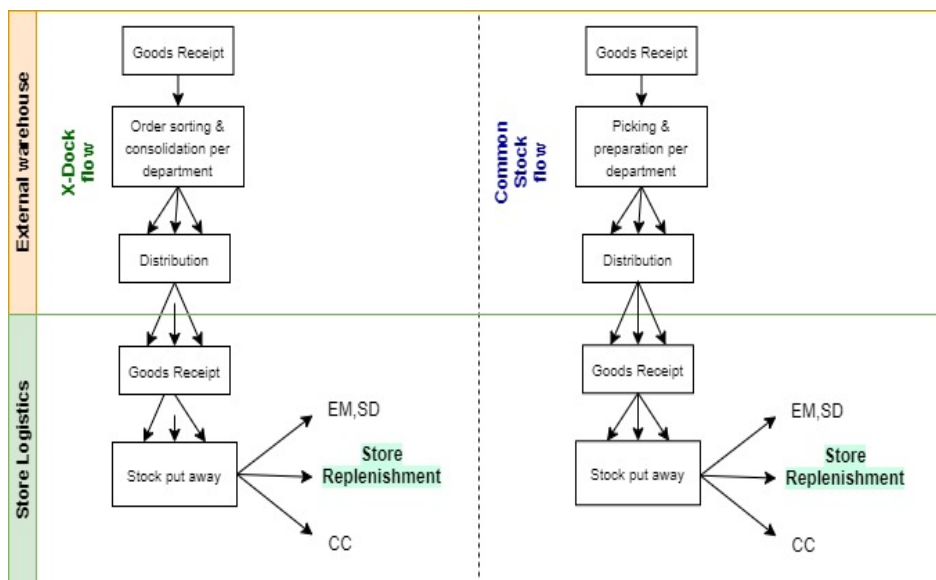 External warehouse
X-Dock
flow
Goods Receipt
Order sorting &
consolidation per
department
Distribution
Common
Stock
flow
Goods Receipt
Picking &
preparation per
department
Distribution
Store Logistics
Goods Receipt
Stock put away
EM,SD
Store
Replenishment
CC
Goods Receipt
Stock put away
EM,SD
Store
Replenishment
CC